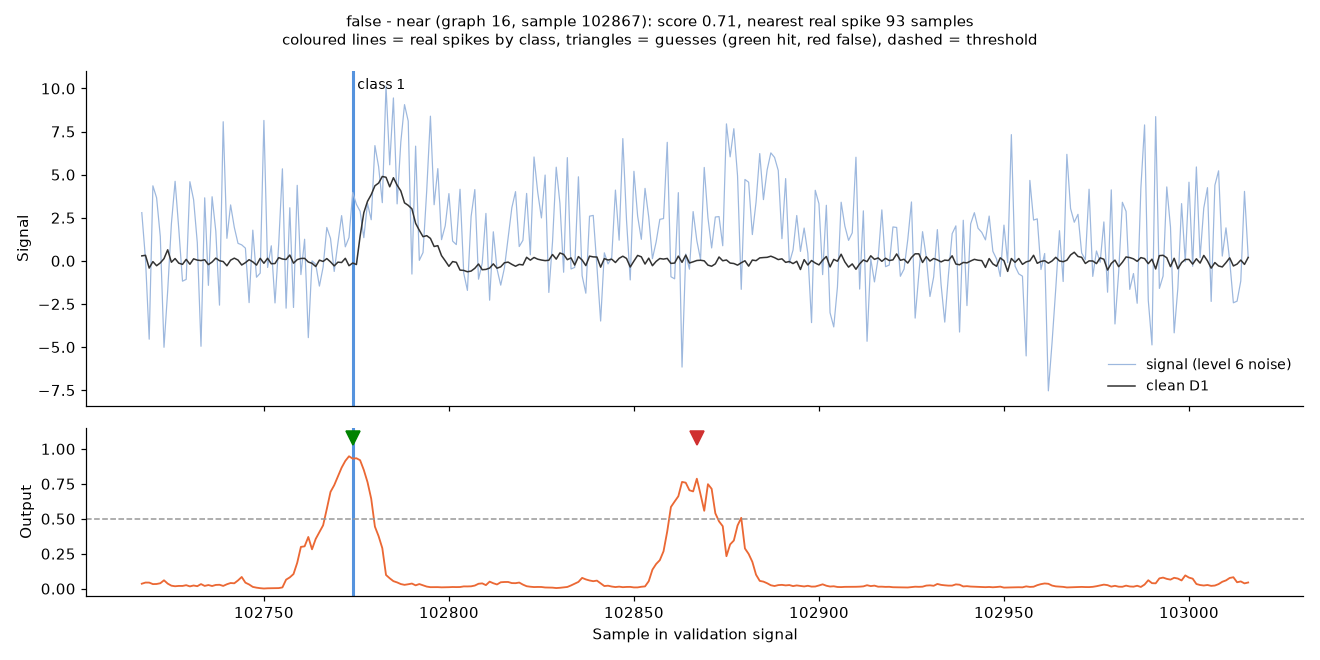 false - near (graph 16, sample 102867): score 0.71, nearest real spike 93 samples
coloured lines = real spikes by class, triangles = guesses (green hit, red false), dashed = threshold
class 1
10.0
7.5
5.0
2.5
0.0
−2.5
−5.0
−7.5
Signal
signal (level 6 noise)
clean D1
1.00
0.75
0.50
0.25
0.00
Output
102750 102800 102850 102900 102950 103000
Sample in validation signal